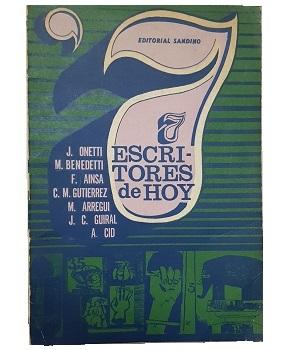 EDITORIAL SANDINO
7
7
ESCRI-
TORES
de HOY
J. ONETTI
M. BENEDETTI
F. AINSA
C. M. GUTIERREZ
M. ARREGUI
J. C. GUIRAL
A. CID